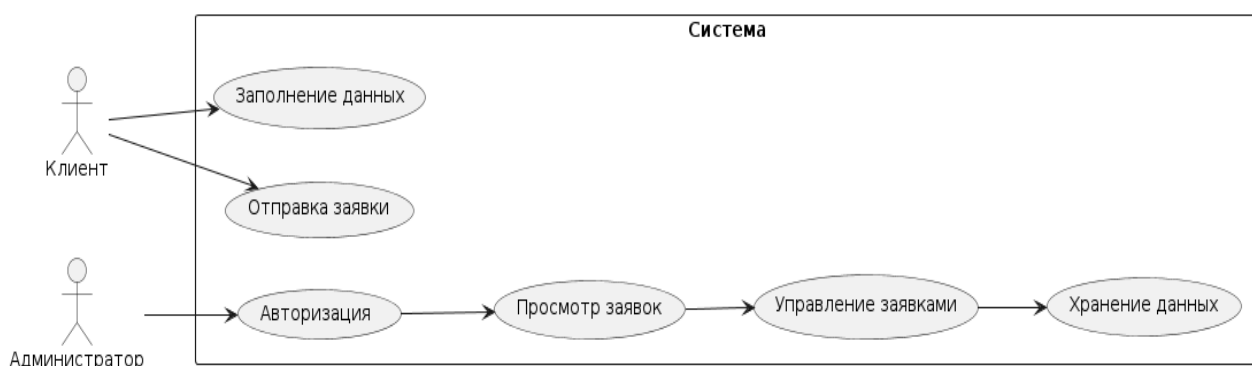 Система
Заполнение данных
Клиент
Отправка заявки
Авторизация
Просмотр заявок
Управление заявками
Хранение данных
Администратор